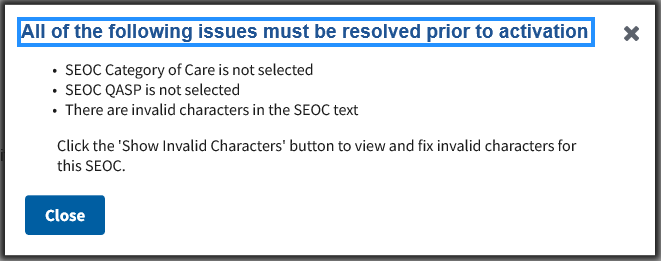 All of the following issues must be resolved prior to activation
• SEOC Category of Care is not selected
• SEOC QASP is not selected
• There are invalid characters in the SEOC text
Click the 'Show Invalid Characters' button to view and fix invalid characters for
this SEOC.
Close